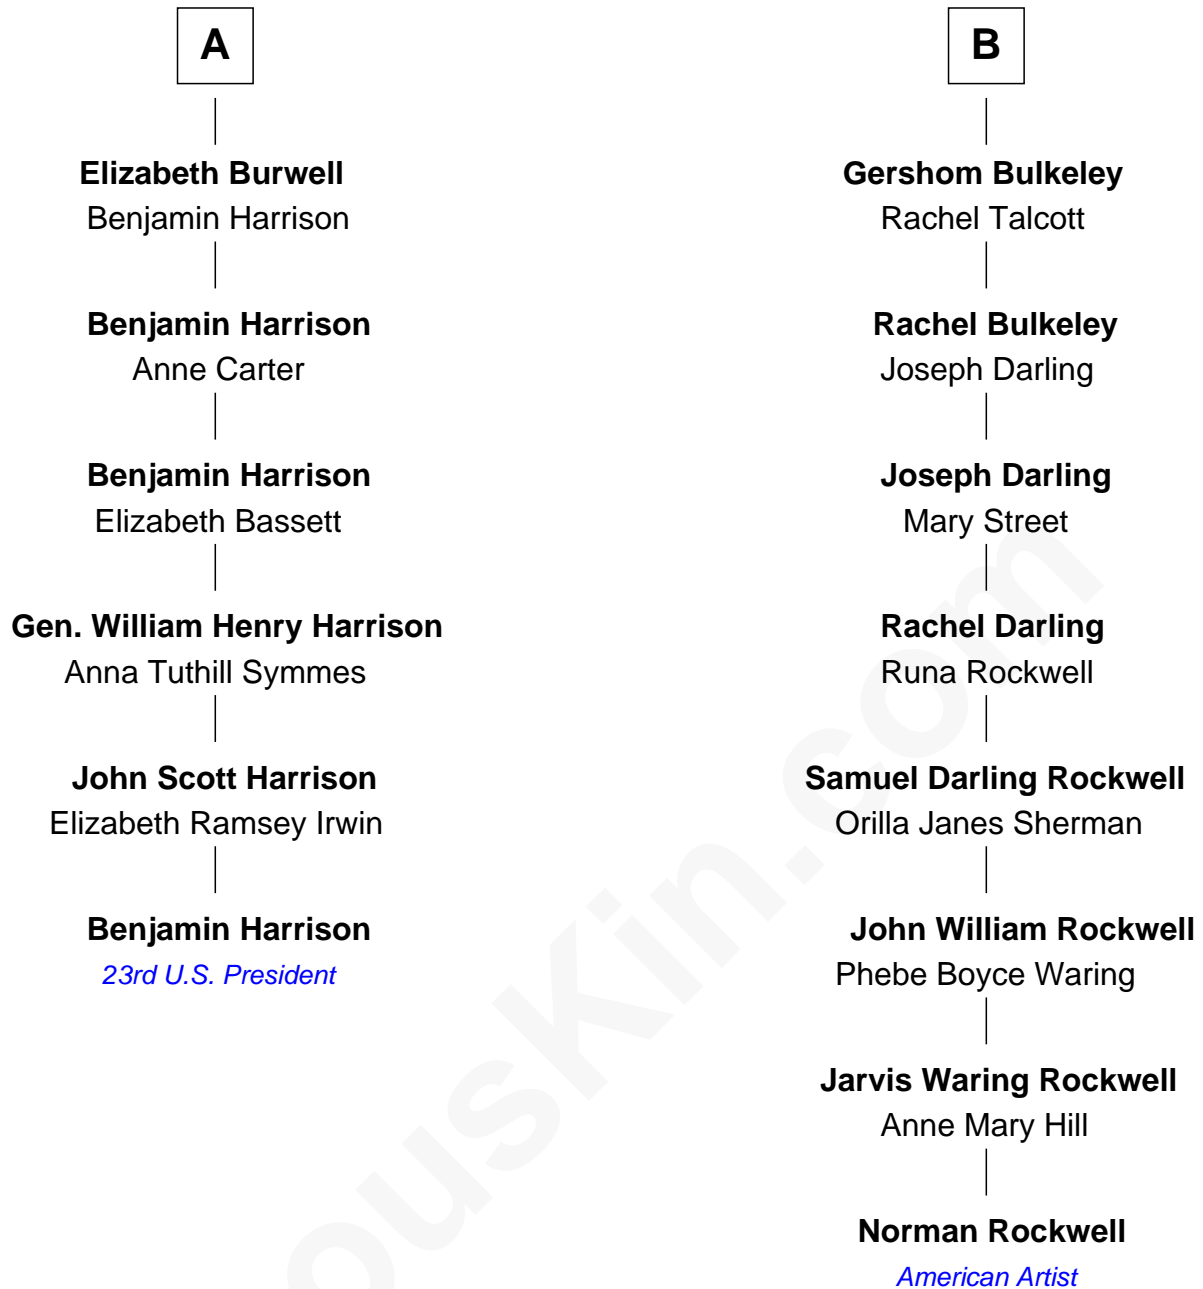 A
Elizabeth Burwell
Benjamin Harrison
Benjamin Harrison
Anne Carter
Benjamin Harrison
Elizabeth Bassett
Gen. William Henry Harrison
Anna Tuthill Symmes
John Scott Harrison
Elizabeth Ramsey Irwin
Benjamin Harrison
23rd U.S. President
B
Gershom Bulkeley
Rachel Talcott
Rachel Bulkeley
Joseph Darling
Joseph Darling
Mary Street
Rachel Darling
Runa Rockwell
Samuel Darling Rockwell
Orilla Janes Sherman
John William Rockwell
Phebe Boyce Waring
Jarvis Waring Rockwell
Anne Mary Hill
Norman Rockwell
American Artist
ousKin.com